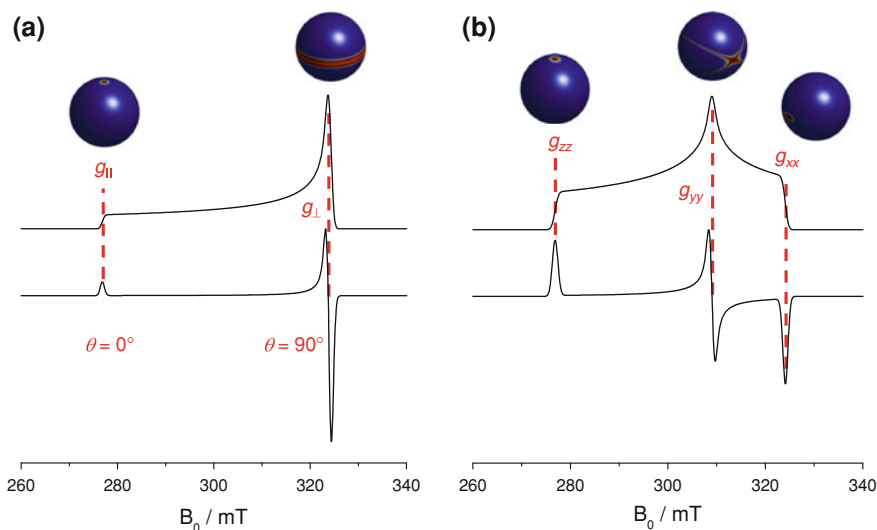 (a)
g||
g⊥
θ = 0°
θ = 90°
260 280 300 320 340
B0 / mT
(b)
gzz
gyy
gxx
260 280 300 320 340
B0 / mT